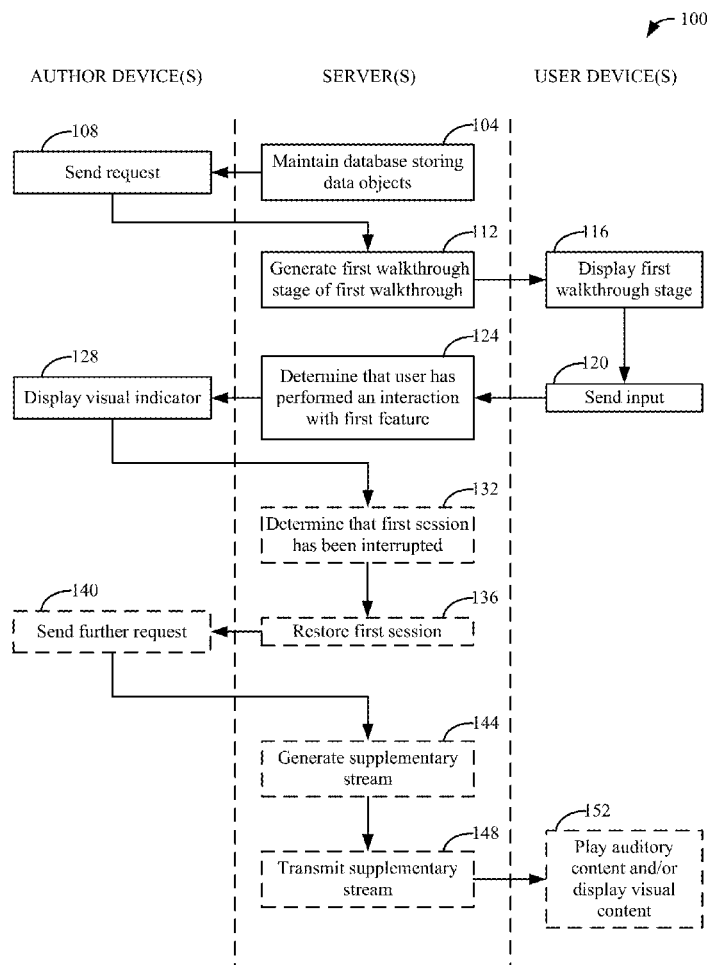 100
AUTHOR DEVICE(S)
SERVER(S)
USER DEVICE(S)
108
Send request
104
Maintain database storing
data objects
112
Generate first walkthrough
stage of first walkthrough
116
Display first
walkthrough stage
128
Display visual indicator
124
Determine that user has
performed an interaction
with first feature
120
Send input
132
Determine that first session
has been interrupted
140
Send further request
136
Restore first session
144
Generate supplementary
stream
148
Transmit supplementary
stream
152
Play auditory
content and/or
display visual
content